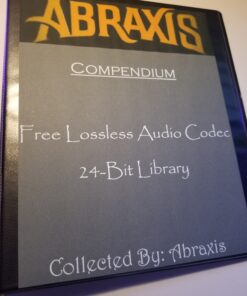 ABRAXIS
COMPENDIUM
Free Lossless Audio Codec
24-Bit Library
Collected By: Abraxis